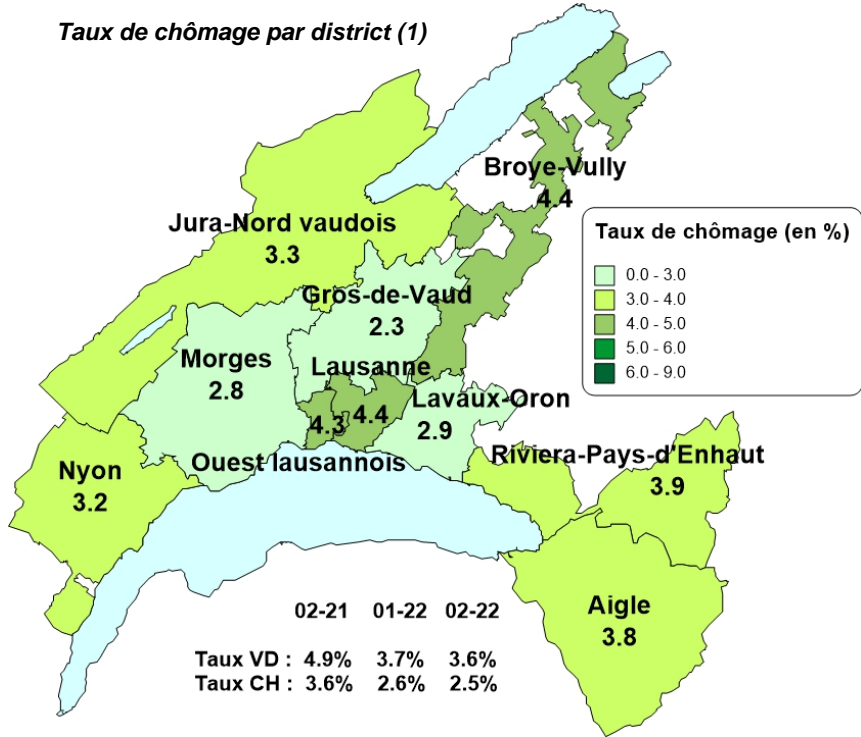 Taux de chômage par district (1)
Broye-Vully
4.4
Jura-Nord vaudois
3.3
Taux de chômage (en %)
0.0 - 3.0
3.0 - 4.0
4.0 - 5.0
5.0 - 6.0
6.0 - 9.0
Gros-de-Vaud
2.3
Morges
2.8
Lausanne
4.4
4.3
Lavaux-Oron
2.9
Ouest lausannois
Riviera-Pays-d'Enhaut
3.9
Nyon
3.2
Aigle
3.8
02-21 01-22 02-22
Taux VD : 4.9% 3.7% 3.6%
Taux CH : 3.6% 2.6% 2.5%